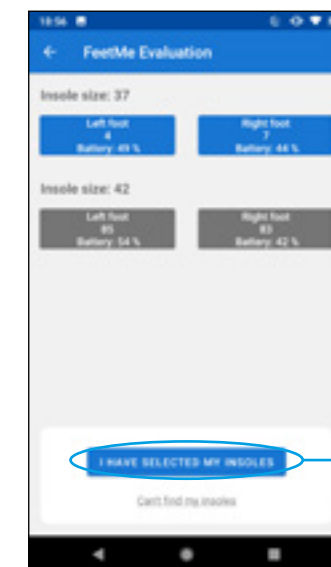 18:56
FeetMe Evaluation
Insole size: 37
Left foot
4
Battery: 49 %
Right foot
7
Battery: 44 %
Insole size: 42
Left foot
85
Battery: 54 %
Right foot
83
Battery: 42 %
I HAVE SELECTED MY INSOLES
Can't find my insoles